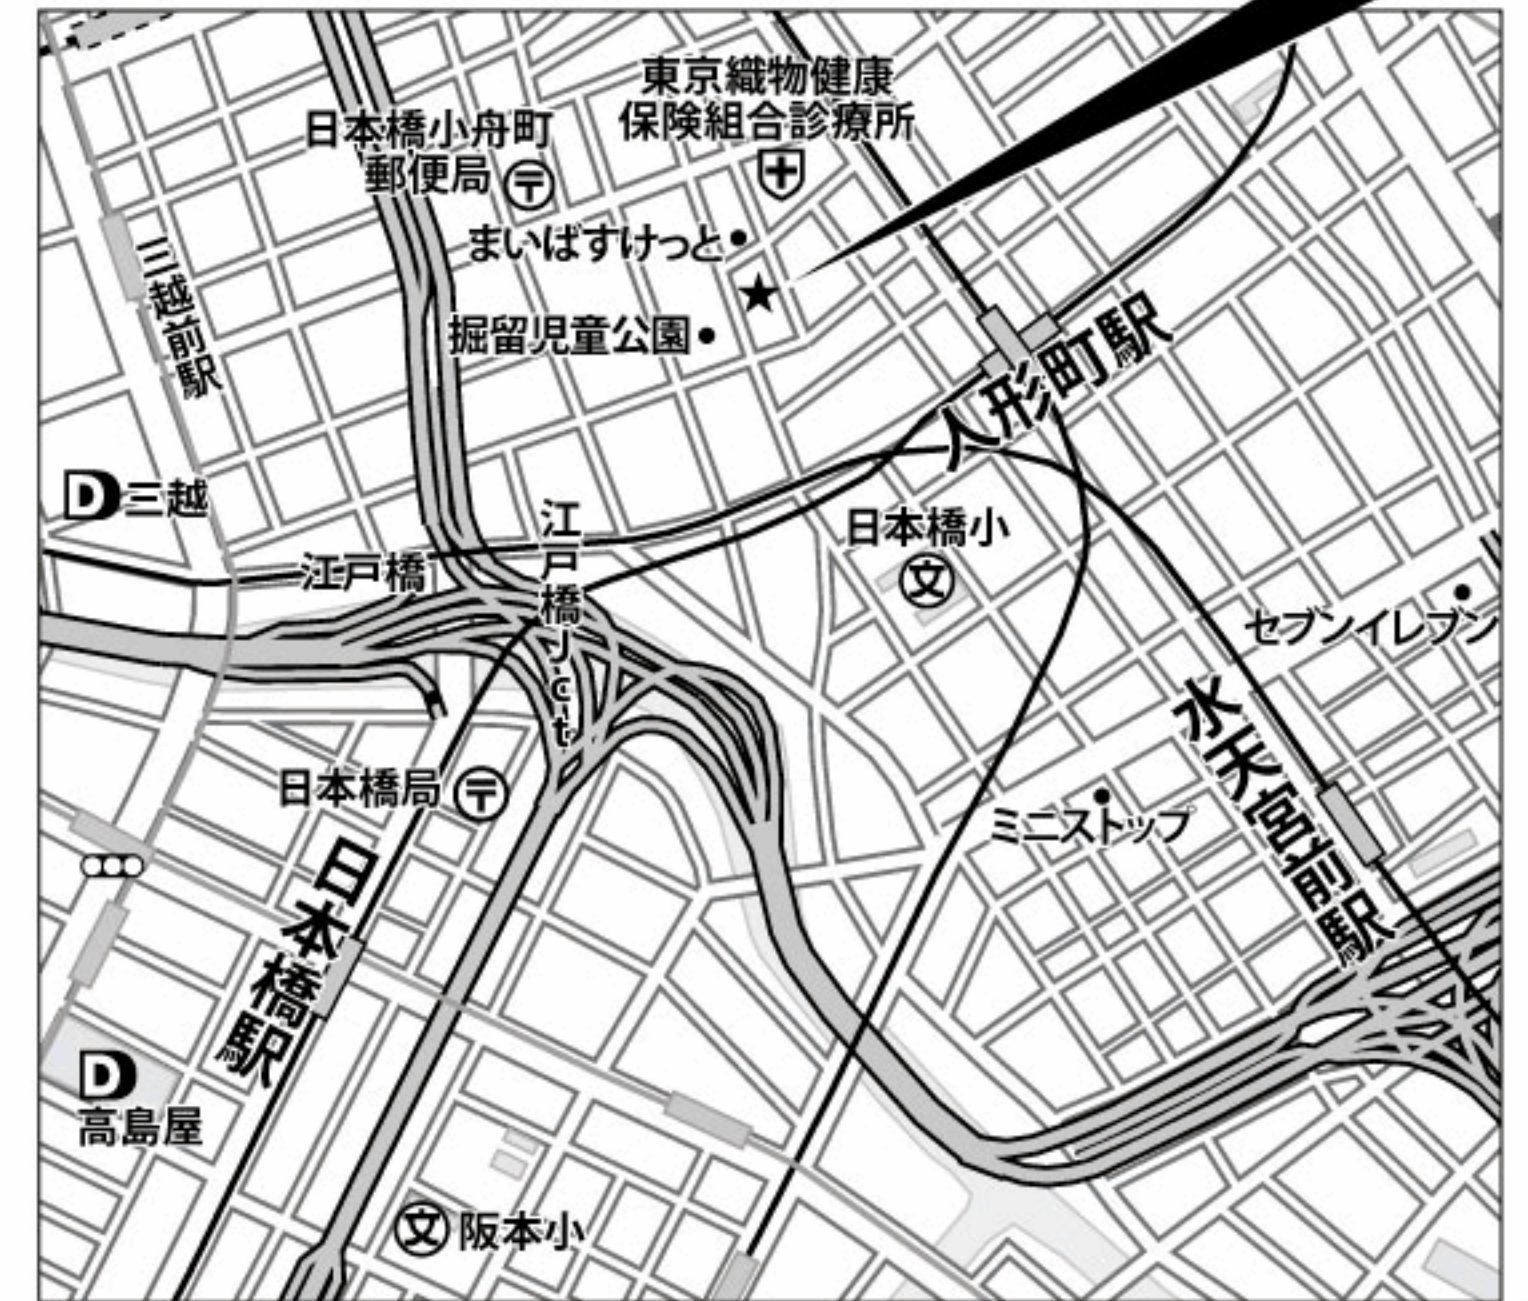 東京織物健康
保険組合診療所
日本橋小舟町
郵便局
まいばすけっと
三越前駅
掘留児童公園
人形町駅
D三越
江戸橋
江戸橋Jct
日本橋小
文
セブンイレブン
水天宮前駅
日本橋局
ミニストップ
日本橋駅
D
高島屋
文 阪本小